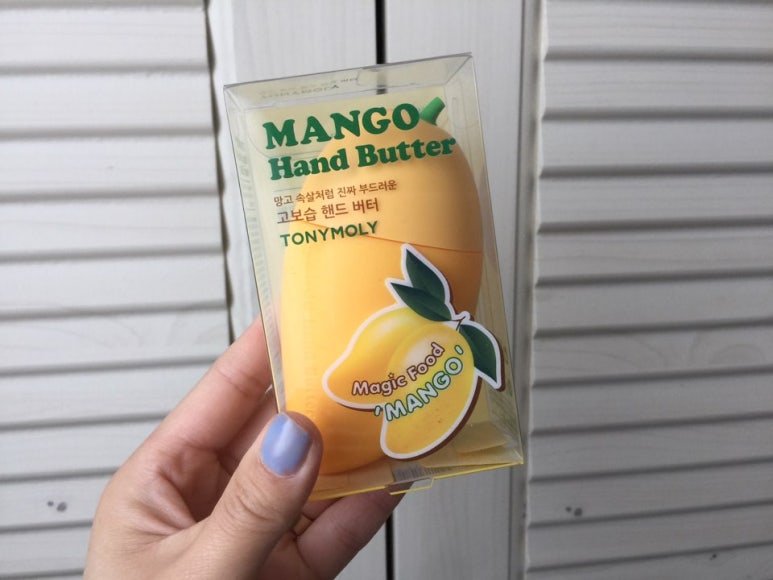 MANGO
Hand Butter
망고 속살처럼 진짜 부드러운
고보습 핸드 버터
TONYMOLY
Magic Food
'MANGO'